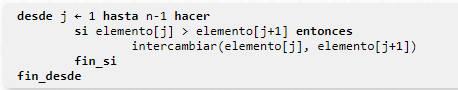 desde j ← 1 hasta n-1 hacer
si elemento[j] > elemento[j+1] entonces
intercambiar(elemento[j], elemento[j+1])
fin_si
fin_desde